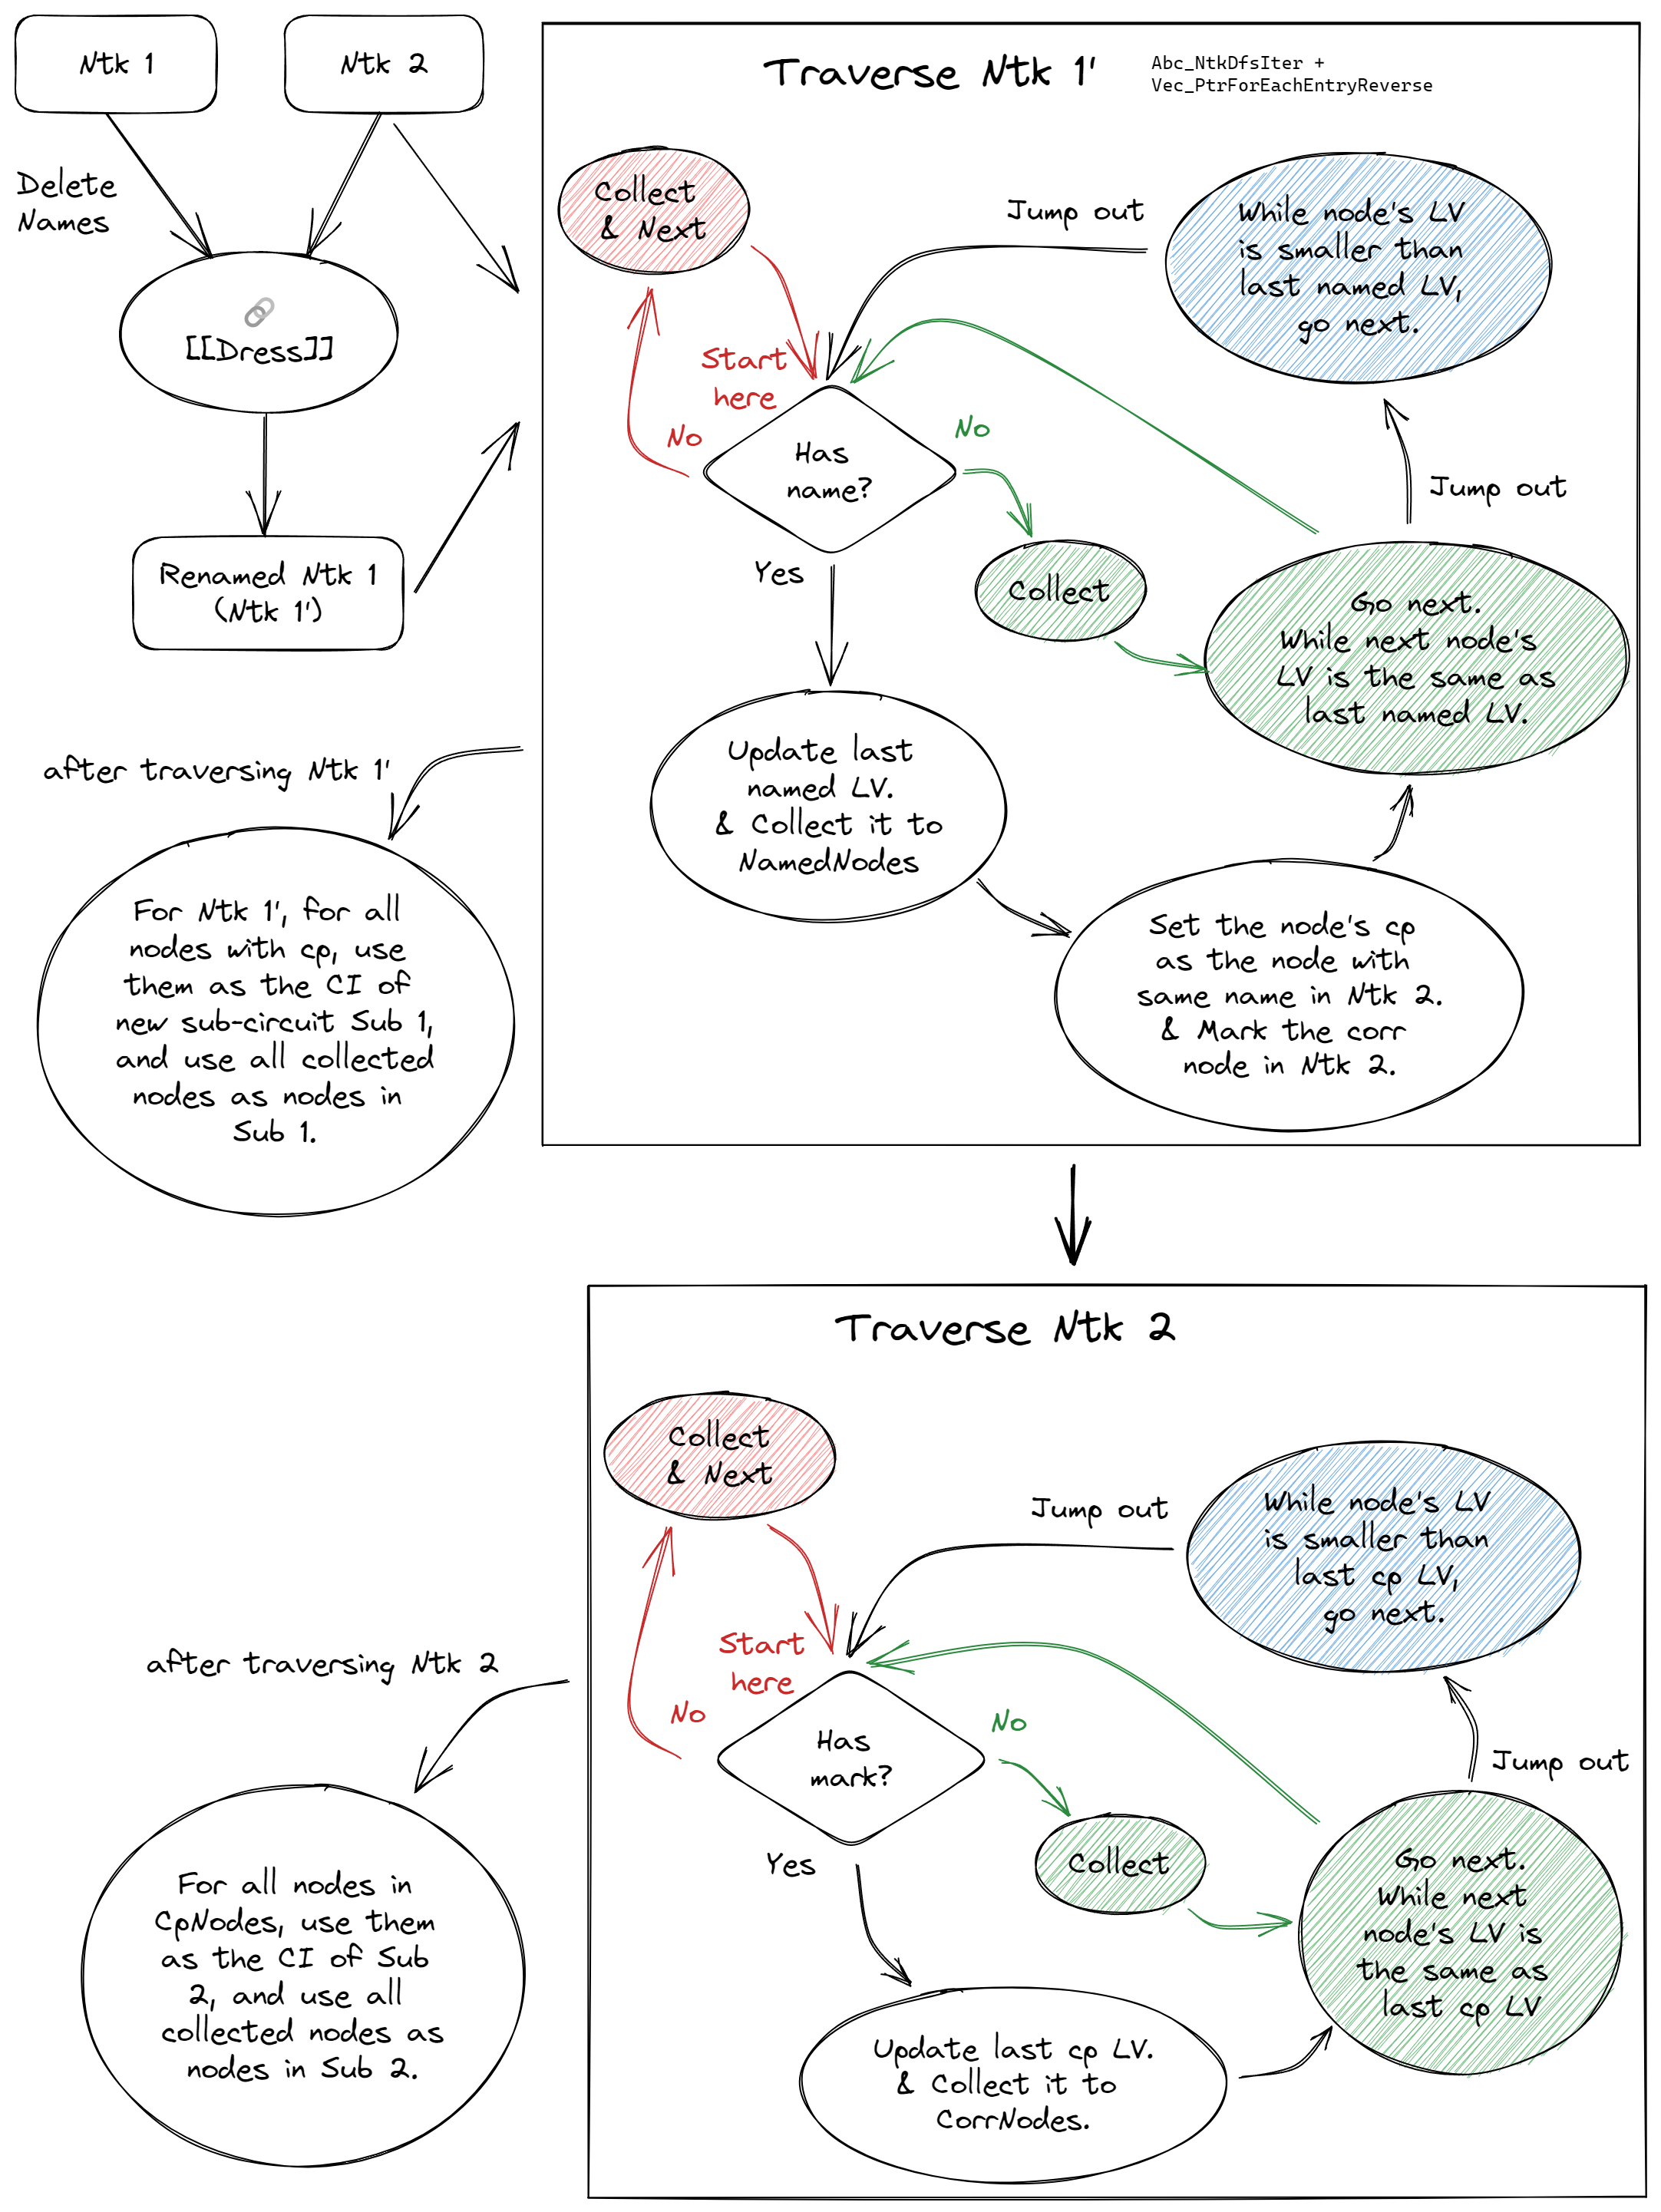 Ntk 1
Ntk 2
Delete
Names
[[Dress]]
Renamed Ntk 1
(Ntk 1')
Traverse Ntk 1'
Abc_NtkDfsIter +
Vec_PtrForEachEntryReverse
Collect
& Next
Start
here
No
Has
name?
No
Yes
Collect
Jump out
While node's LV
is smaller than
last named LV,
go next.
Jump out
Go next.
While next node's
LV is the same as
last named LV.
Update last
named LV.
& Collect it to
NamedNodes
Set the node's cp
as the node with
same name in Ntk 2.
& Mark the corr
node in Ntk 2.
after traversing Ntk 1'
For Ntk 1', for all
nodes with cp, use
them as the CI of
new sub-circuit Sub 1,
and use all collected
nodes as nodes in
Sub 1.
Traverse Ntk 2
Collect
& Next
Start
here
No
Has
mark?
No
Yes
Collect
Jump out
While node's LV
is smaller than
last cp LV,
go next.
Jump out
Go next.
While next
node's LV is
the same as
last cp LV
Update last cp LV.
& Collect it to
CorrNodes.
after traversing Ntk 2
For all nodes in
CpNodes, use them
as the CI of Sub
2, and use all
collected nodes as
nodes in Sub 2.